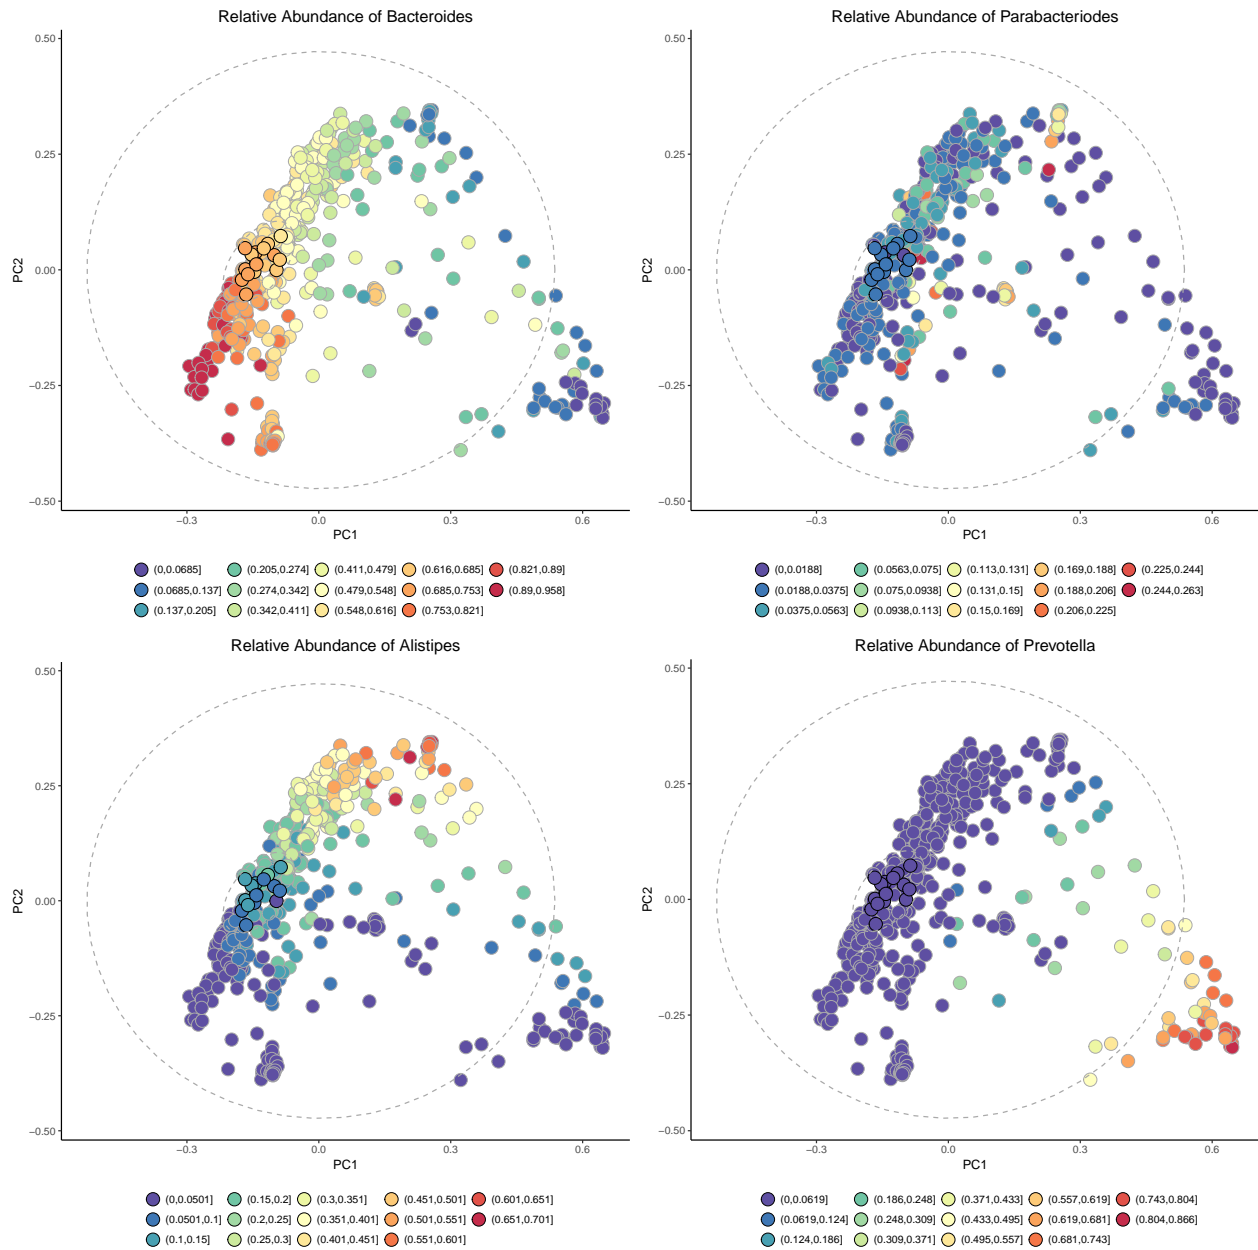 Relative Abundance of Bacteroides
0.50
0.25
0.00
−0.25
−0.50
PC2
−0.3 0.0 0.3 0.6
PC1
(0,0.0685] (0.205,0.274] (0.411,0.479] (0.616,0.685] (0.821,0.89]
(0.0685,0.137] (0.274,0.342] (0.479,0.548] (0.685,0.753] (0.89,0.958]
(0.137,0.205] (0.342,0.411] (0.548,0.616] (0.753,0.821]
Relative Abundance of Parabacteriodes
0.50
0.25
0.00
−0.25
−0.50
PC2
−0.3 0.0 0.3 0.6
PC1
(0,0.0188] (0.0563,0.075] (0.113,0.131] (0.169,0.188] (0.225,0.244]
(0.0188,0.0375] (0.075,0.0938] (0.131,0.15] (0.188,0.206] (0.244,0.263]
(0.0375,0.0563] (0.0938,0.113] (0.15,0.169] (0.206,0.225]
Relative Abundance of Alistipes
0.50
0.25
0.00
−0.25
−0.50
PC2
−0.3 0.0 0.3 0.6
PC1
(0,0.0501] (0.15,0.2] (0.3,0.351] (0.451,0.501] (0.601,0.651]
(0.0501,0.1] (0.2,0.25] (0.351,0.401] (0.501,0.551] (0.651,0.701]
(0.1,0.15] (0.25,0.3] (0.401,0.451] (0.551,0.601]
Relative Abundance of Prevotella
0.50
0.25
0.00
−0.25
−0.50
PC2
−0.3 0.0 0.3 0.6
PC1
(0,0.0619] (0.186,0.248] (0.371,0.433] (0.557,0.619] (0.743,0.804]
(0.0619,0.124] (0.248,0.309] (0.433,0.495] (0.619,0.681] (0.804,0.866]
(0.124,0.186] (0.309,0.371] (0.495,0.557] (0.681,0.743]